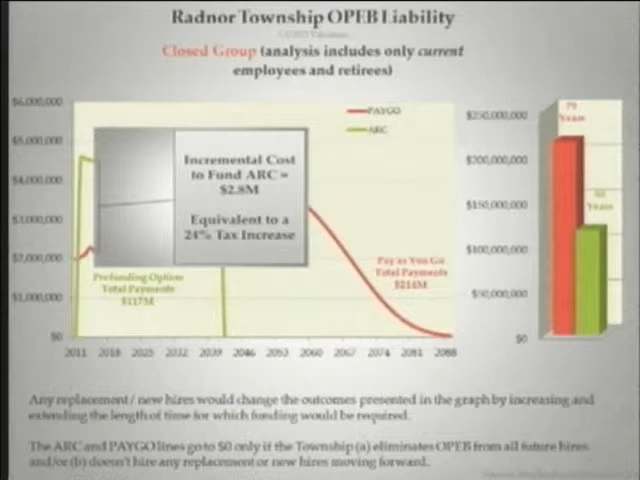 Radnor Township OPEB Liability
Closed Group (analysis includes only current
employees and retirees)
$6,000,000
$5,000,000
$4,000,000
$3,000,000
$2,000,000
$1,000,000
$0
PAYGO
ARC
Incremental Cost
to Fund ARC =
$2.8M
Equivalent to a
24% Tax Increase
Prefunding Option
Total Payments
$117M
Pay as You Go
Total Payments
$214M
2011 2018 2025 2032 2039 2046 2053 2060 2067 2074 2081 2088
$250,000,000
$200,000,000
$150,000,000
$100,000,000
$50,000,000
$0
Years
Years
Any replacement / new hires would change the outcomes presented in the graph by increasing and
extending the length of time for which funding would be required.
The ARC and PAYGO lines go to $0 only if the Township (a) eliminates OPEB from all future hires
and/or (b) doesn't hire any replacement or new hires moving forward.